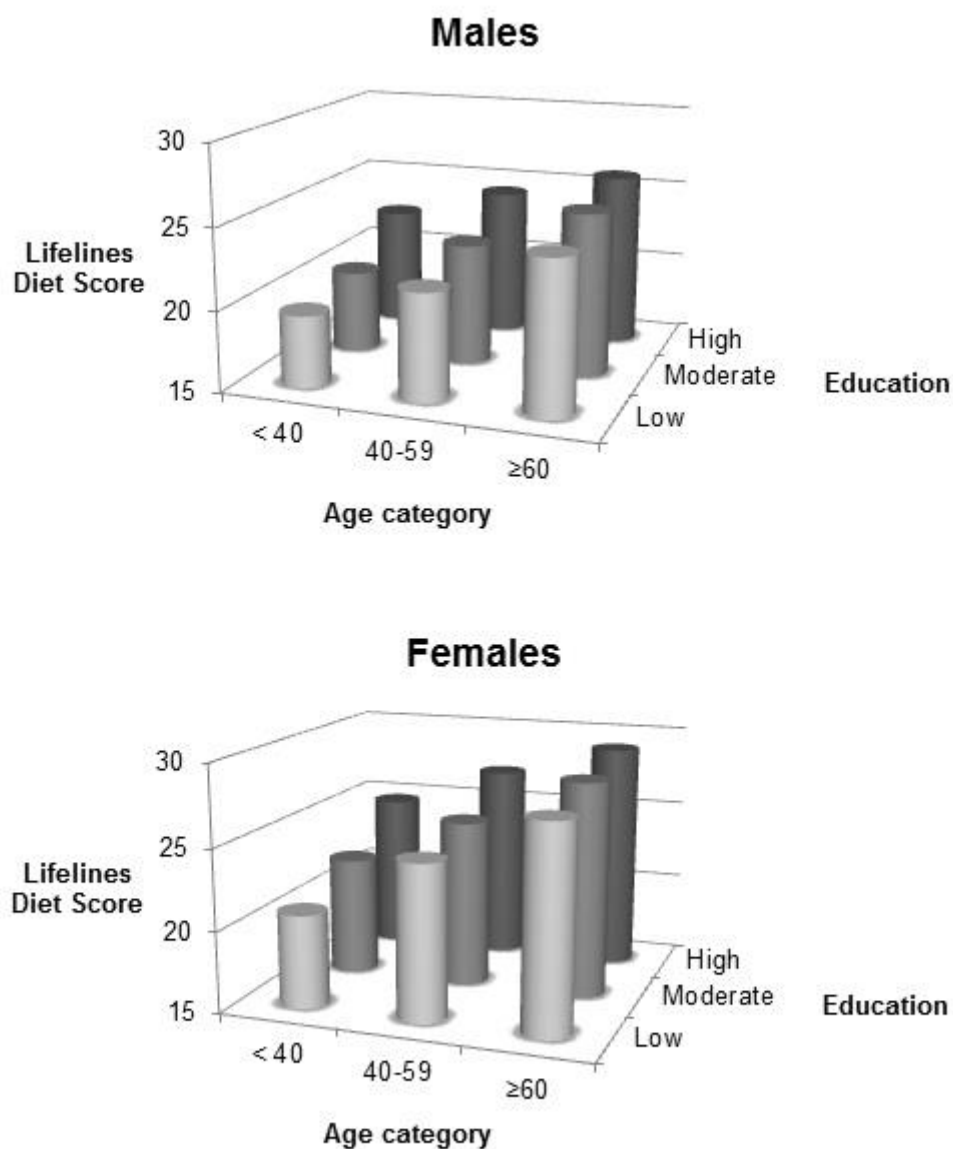 Males
30
25
20
15
Lifelines
Diet Score
< 40
40-59
≥60
Age category
High
Moderate
Low
Education
Females
30
25
20
15
Lifelines
Diet Score
< 40
40-59
≥60
Age category
High
Moderate
Low
Education